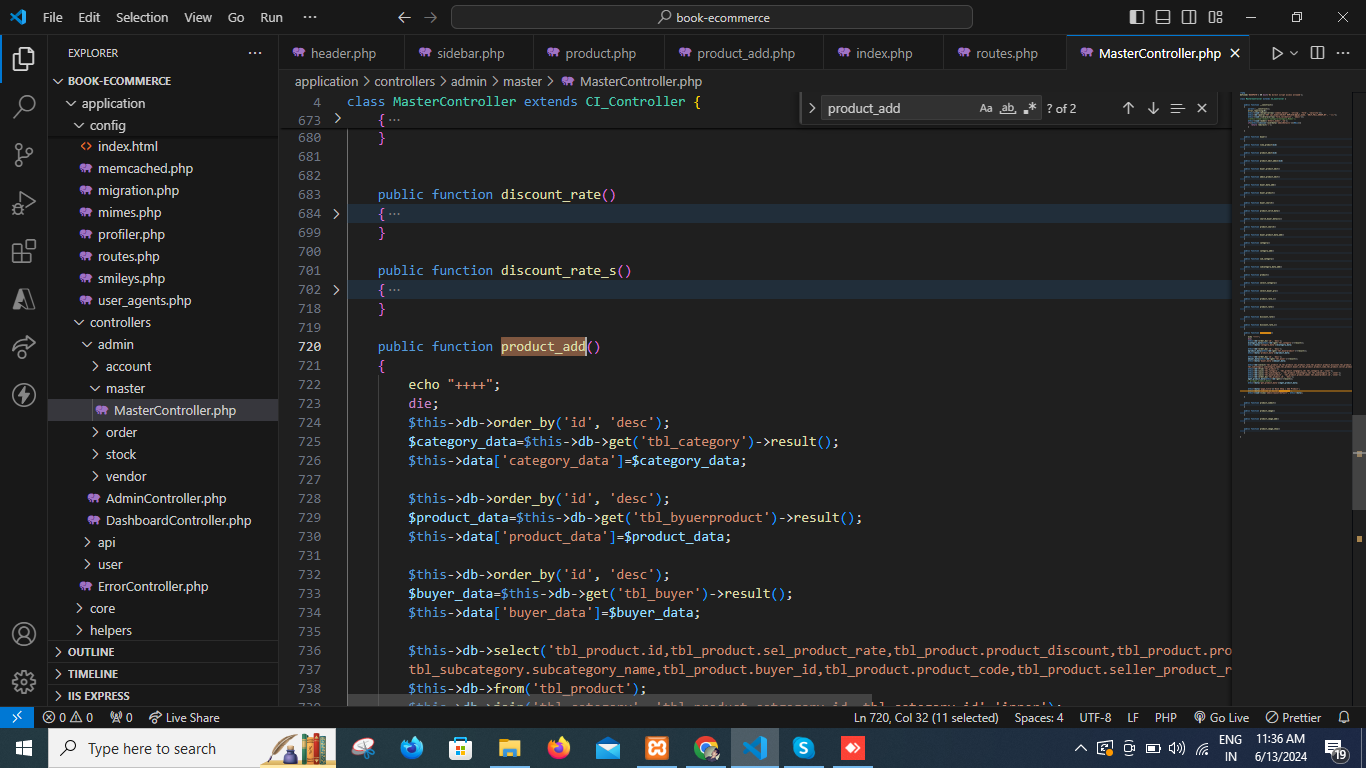 File Edit Selection View Go Run ··· book-ecommerce
EXPLORER ···
header.php sidebar.php product.php product_add.php index.php routes.php MasterController.php
BOOK-ECOMMERCE
application
config
index.html
memcached.php
migration.php
mimes.php
profiler.php
routes.php
smileys.php
user_agents.php
controllers
admin
account
master
MasterController.php
order
stock
vendor
AdminController.php
DashboardController.php
api
user
ErrorController.php
core
helpers
OUTLINE
TIMELINE
IIS EXPRESS
application > controllers > admin > master > MasterController.php
product_add Aa ab .* ? of 2
4 class MasterController extends CI_Controller {
673 { ···
680 }
681
682
683 public function discount_rate()
684 { ···
699 }
700
701 public function discount_rate_s()
702 { ···
718 }
719
720 public function product_add()
721 {
722 echo "++++";
723 die;
724 $this->db->order_by('id', 'desc');
725 $category_data=$this->db->get('tbl_category')->result();
726 $this->data['category_data']=$category_data;
727
728 $this->db->order_by('id', 'desc');
729 $product_data=$this->db->get('tbl_byuerproduct')->result();
730 $this->data['product_data']=$product_data;
731
732 $this->db->order_by('id', 'desc');
733 $buyer_data=$this->db->get('tbl_buyer')->result();
734 $this->data['buyer_data']=$buyer_data;
735
736 $this->db->select('tbl_product.id,tbl_product.sel_product_rate,tbl_product.product_discount,tbl_product.pro
737 tbl_subcategory.subcategory_name,tbl_product.buyer_id,tbl_product.product_code,tbl_product.seller_product_r
738 $this->db->from('tbl_product');
0 0 0 Live Share Ln 720, Col 32 (11 selected) Spaces: 4 UTF-8 LF PHP Go Live Prettier
Type here to search
ENG
IN
11:36 AM
6/13/2024
19